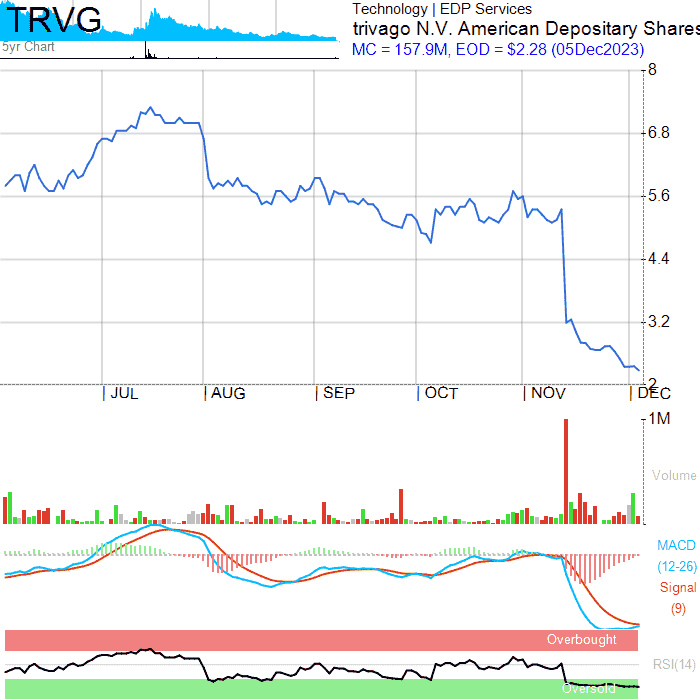 TRVG
5yr Chart
Technology | EDP Services
trivago N.V. American Depositary Shares
MC = 157.9M, EOD = $2.28 (05Dec2023)
8
6.8
5.6
4.4
3.2
2
| JUL | AUG | SEP | OCT | NOV | DEC
1M
Volume
MACD
(12-26)
Signal
(9)
Overbought
RSI(14)
Oversold